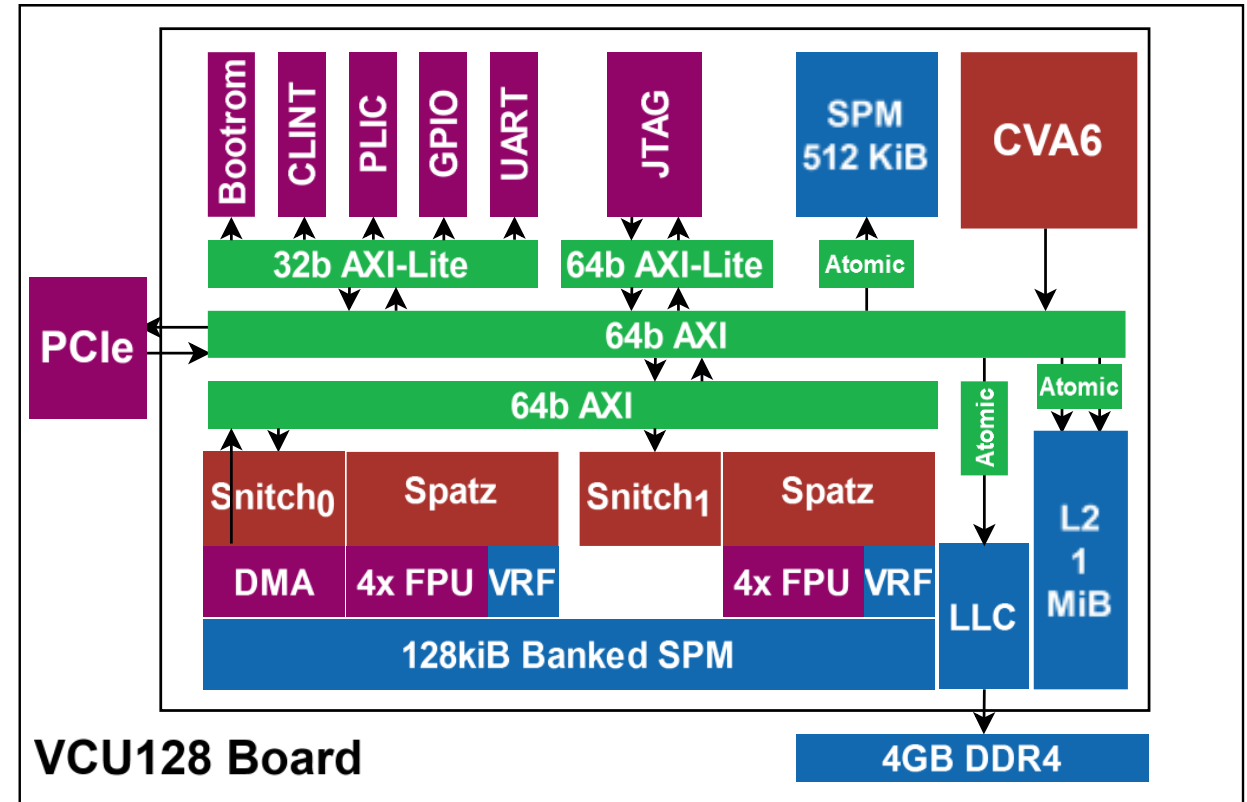 Bootrom
CLINT
PLIC
GPIO
UART
JTAG
SPM
512 KiB
CVA6
32b AXI-Lite
64b AXI-Lite
Atomic
PCIe
64b AXI
64b AXI
Atomic
Atomic
Snitch0
Spatz
Snitch1
Spatz
DMA
4x FPU
VRF
4x FPU
VRF
LLC
L2
1
MiB
128kiB Banked SPM
VCU128 Board
4GB DDR4